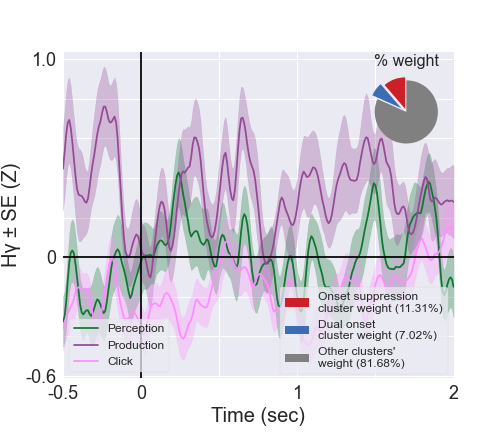 % weight
1.0
0
-0.6
Hγ ± SE (Z)
Perception
Production
Click
Onset suppression
cluster weight (11.31%)
Dual onset
cluster weight (7.02%)
Other clusters'
weight (81.68%)
-0.5
0
1
2
Time (sec)